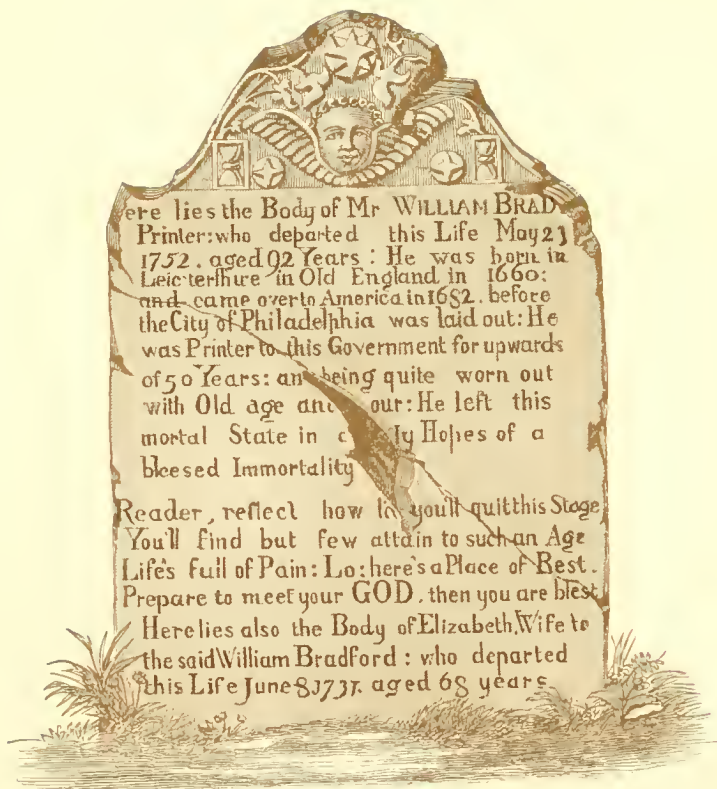 ere lies the Body of Mr WILLIAM BRAD
Printer: who departed this Life May 23
1752. aged 92 Years: He was born in
Leictershire in Old England in 1660:
and came over to America in 1682. before
the City of Philadelphia was laid out: He
was Printer to this Government for upwards
of 50 Years: an being quite worn out
with Old age and our: He left this
mortal State in ly Hopes of a
bleesed Immortality
Reader, reflect how you'll quit this Stage
You'll find but few attain to such an Age
Life's full of Pain: Lo: here's a Place of Rest.
Prepare to meet your GOD, then you are blest
Here lies also the Body of Elizabeth, Wife to
the said William Bradford: who departed
this Life June 8 1731. aged 68 years